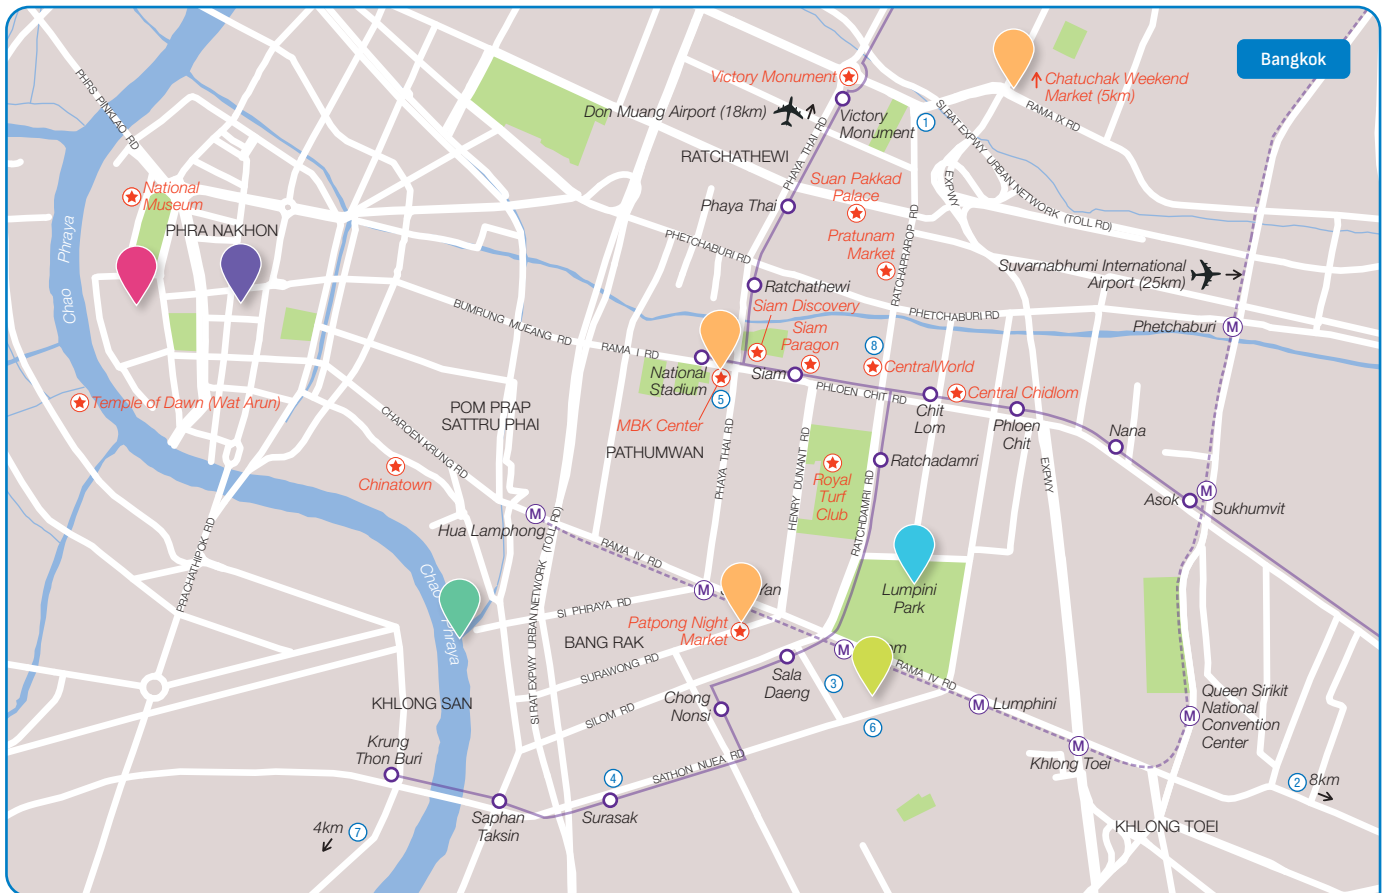 Bangkok
PHRS PINKLAO RD
Victory Monument
Chatuchak Weekend
Market (5km)
RAMA IX RD
Don Muang Airport (18km)
Victory
Monument
1
SI RAT EXPWY URBAN NETWORK (TOLL RD)
RATCHATHEWI
PHAYA THAI RD
EXPWY
Suan Pakkad
Palace
National
Museum
Phaya Thai
RATCHAPRAROP RD
Chao Phraya
PHRA NAKHON
PHETCHABURI RD
Pratunam
Market
Suvarnabhumi International
Airport (25km)
Ratchathewi
Siam Discovery
BUMRUNG MUEANG RD
PHETCHABURI RD
M
Phetchaburi
Siam
Paragon
RAMA I RD
8
National
Stadium
Siam
CentralWorld
PHLOEN CHIT RD
Central Chidlom
5
Temple of Dawn (Wat Arun)
POM PRAP
SATTRU PHAI
CHAROEN KRUNG RD
MBK Center
Chit
Lom
Phloen
Chit
Nana
PATHUMWAN
PHAYA THAI RD
HENRY DUNANT RD
Ratchadamri
Royal
Turf
Club
EXPWY
Chinatown
RATCHDAMRI RD
Asok
M
Sukhumvit
M
Hua Lamphong
PRACHATHIPOK RD
RAMA IV RD
SI RAT EXPWY URBAN NETWORK (TOLL RD)
Chao Phraya
M
Lumpini
Park
SI PHRAYA RD
Patpong Night
Market
BANG RAK
M
SURAWONG RD
Sala
Daeng
RAMA IV RD
3
KHLONG SAN
Chong
Nonsi
SILOM RD
M
Lumphini
Queen Sirikit
National
Convention
Center
M
6
Krung
Thon Buri
M
Khlong Toei
SATHON NUEA RD
4
2
8km
Saphan
Taksin
Surasak
4km
7
KHLONG TOEI